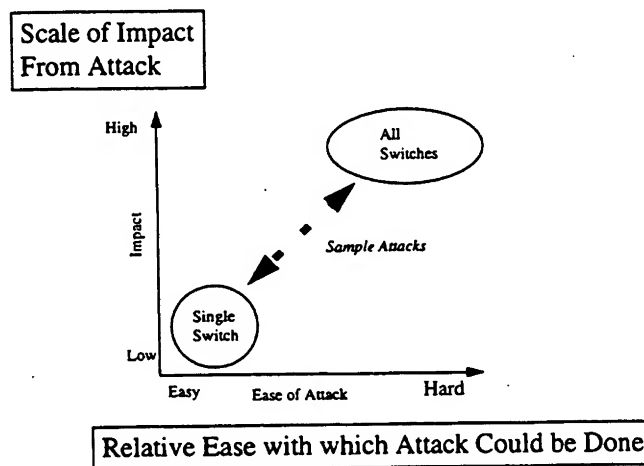 Scale of Impact
From Attack
High
All
Switches
Impact
Sample Attacks
Single
Switch
Low
Easy
Ease of Attack
Hard
Relative Ease with which Attack Could be Done